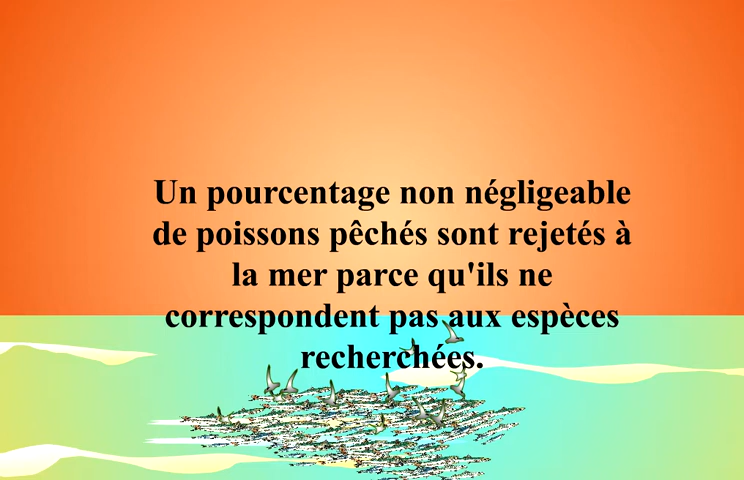 Un pourcentage non négligeable
de poissons pêchés sont rejetés à
la mer parce qu'ils ne
correspondent pas aux espèces
recherchées.